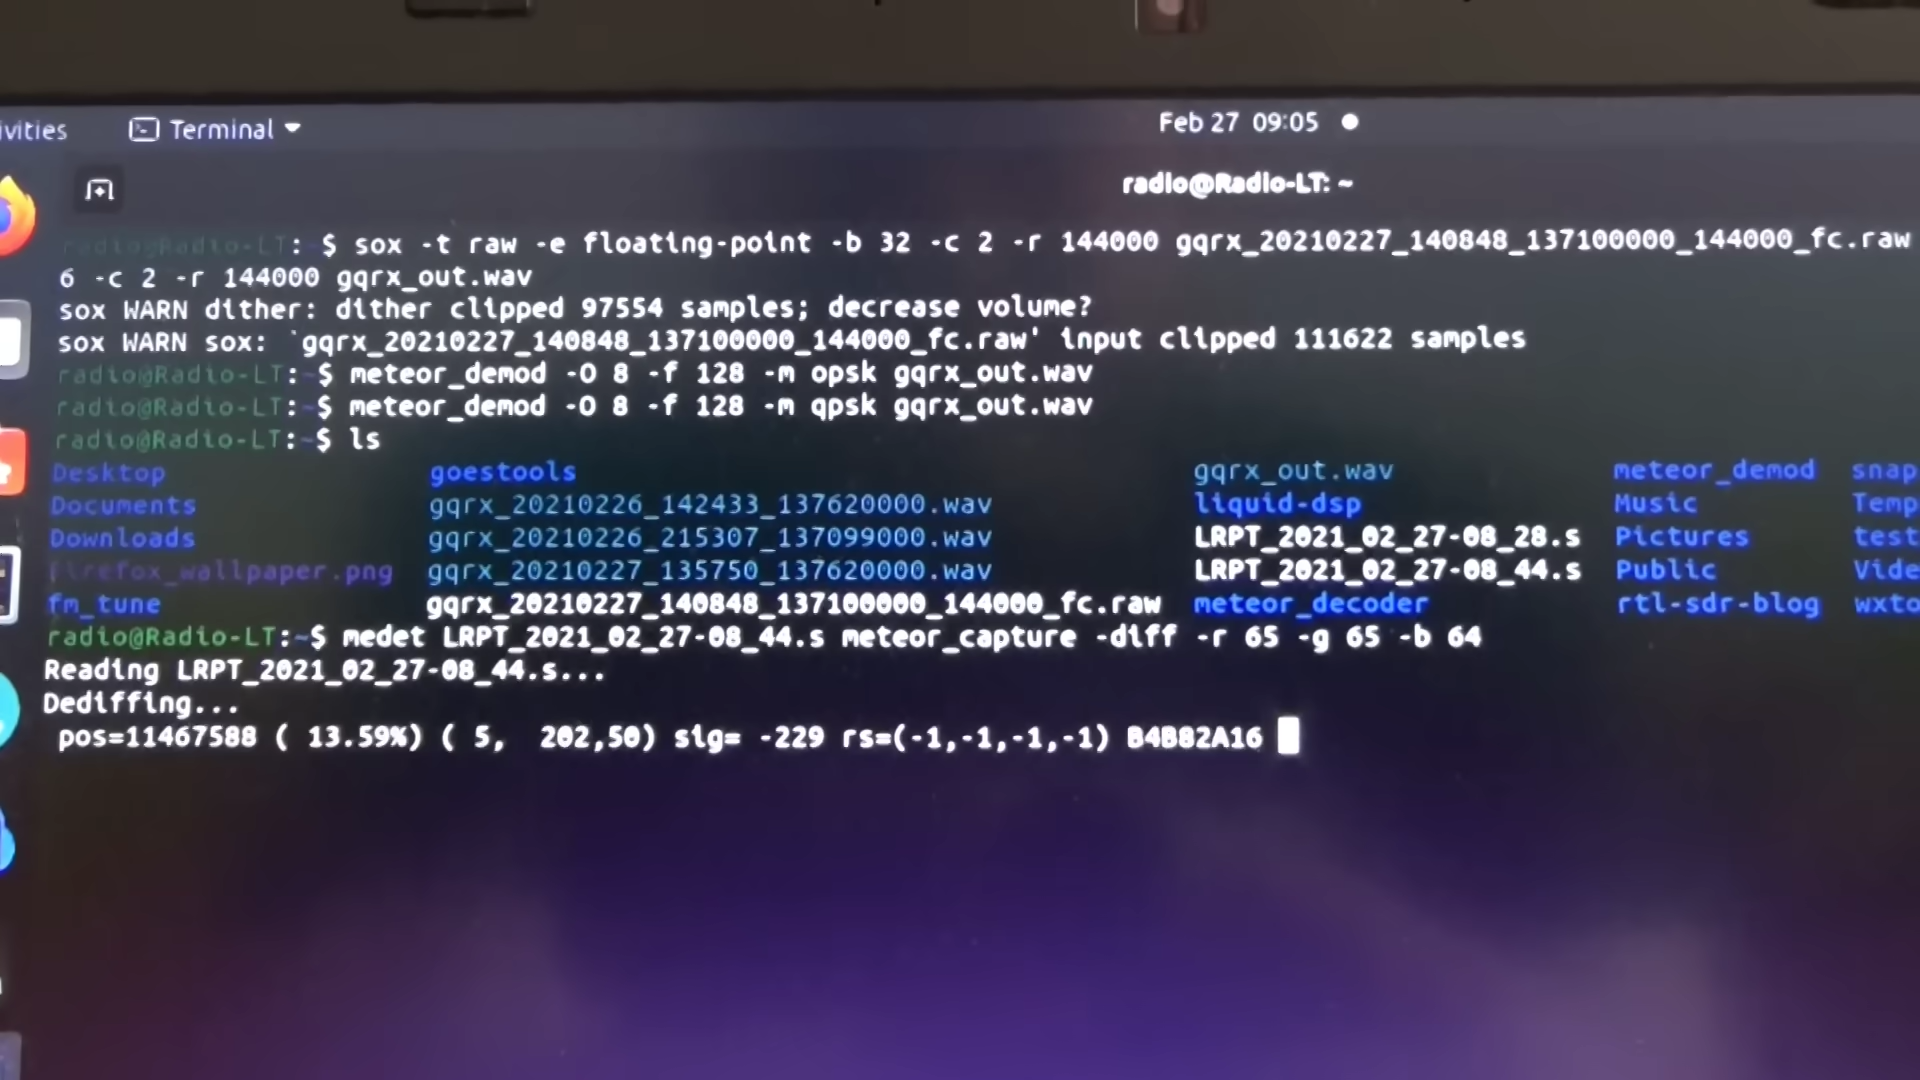 ivities Terminal Feb 27 09:05
radio@Radio-LT: ~
radio@Radio-LT:~$ sox -t raw -e floating-point -b 32 -c 2 -r 144000 gqrx_20210227_140848_137100000_144000_fc.raw
6 -c 2 -r 144000 gqrx_out.wav
sox WARN dither: dither clipped 97554 samples; decrease volume?
sox WARN sox: `gqrx_20210227_140848_137100000_144000_fc.raw' input clipped 111622 samples
radio@Radio-LT:~$ meteor_demod -O 8 -f 128 -m opsk gqrx_out.wav
radio@Radio-LT:~$ meteor_demod -O 8 -f 128 -m qpsk gqrx_out.wav
radio@Radio-LT:~$ ls
Desktop goestools gqrx_out.wav meteor_demod snap
Documents gqrx_20210226_142433_137620000.wav liquid-dsp Music Temp
Downloads gqrx_20210226_215307_137099000.wav LRPT_2021_02_27-08_28.s Pictures test
firefox_wallpaper.png gqrx_20210227_135750_137620000.wav LRPT_2021_02_27-08_44.s Public Vide
fm_tune gqrx_20210227_140848_137100000_144000_fc.raw meteor_decoder rtl-sdr-blog wxto
radio@Radio-LT:~$ medet LRPT_2021_02_27-08_44.s meteor_capture -diff -r 65 -g 65 -b 64
Reading LRPT_2021_02_27-08_44.s...
Dediffing...
pos=11467588 ( 13.59%) ( 5, 202,50) sig= -229 rs=(-1,-1,-1,-1) B4B82A16